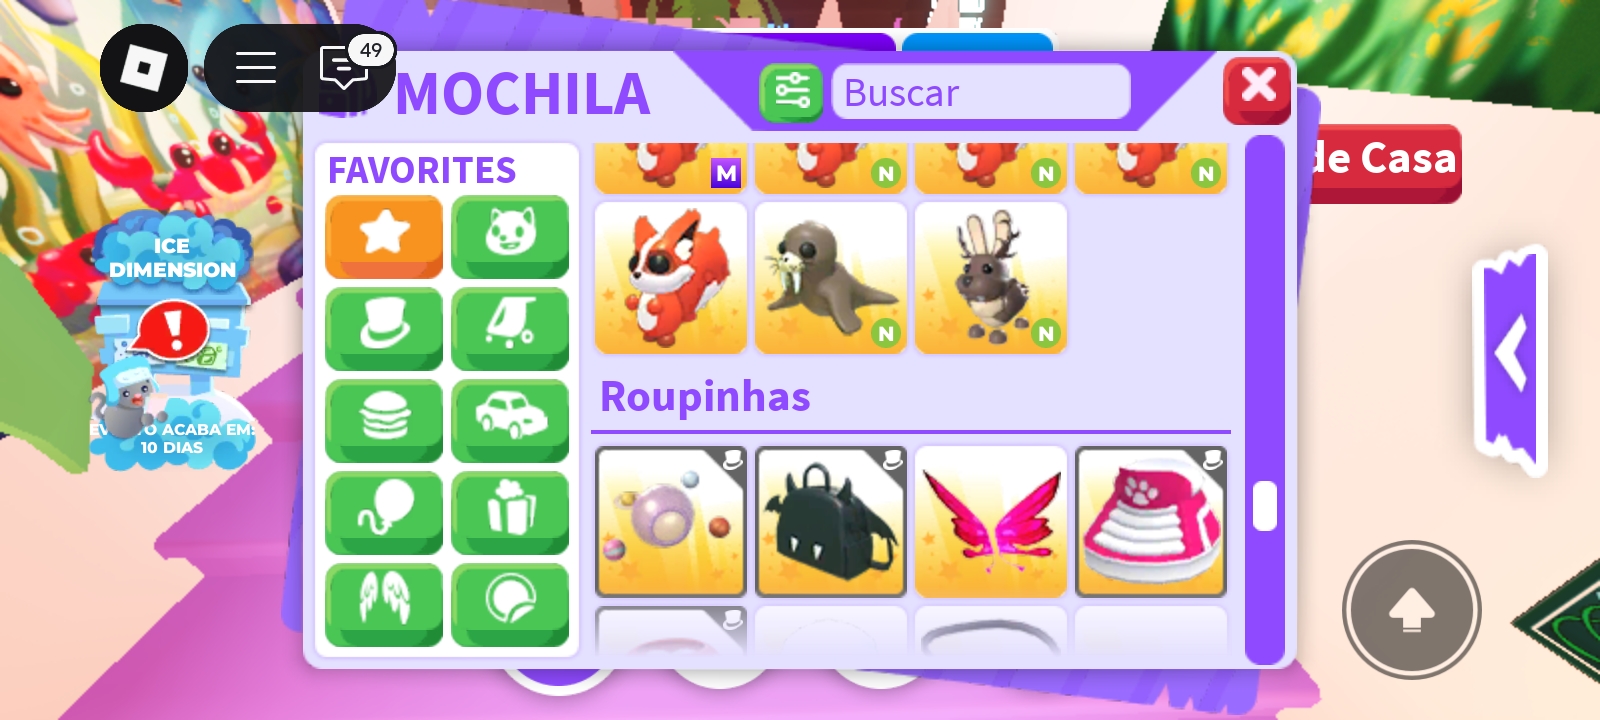 49
MOCHILA
Buscar
FAVORITES
M
N
N
N
de Casa
ICE
DIMENSION
N
N
Roupinhas
O ACABA EM:
10 DIAS